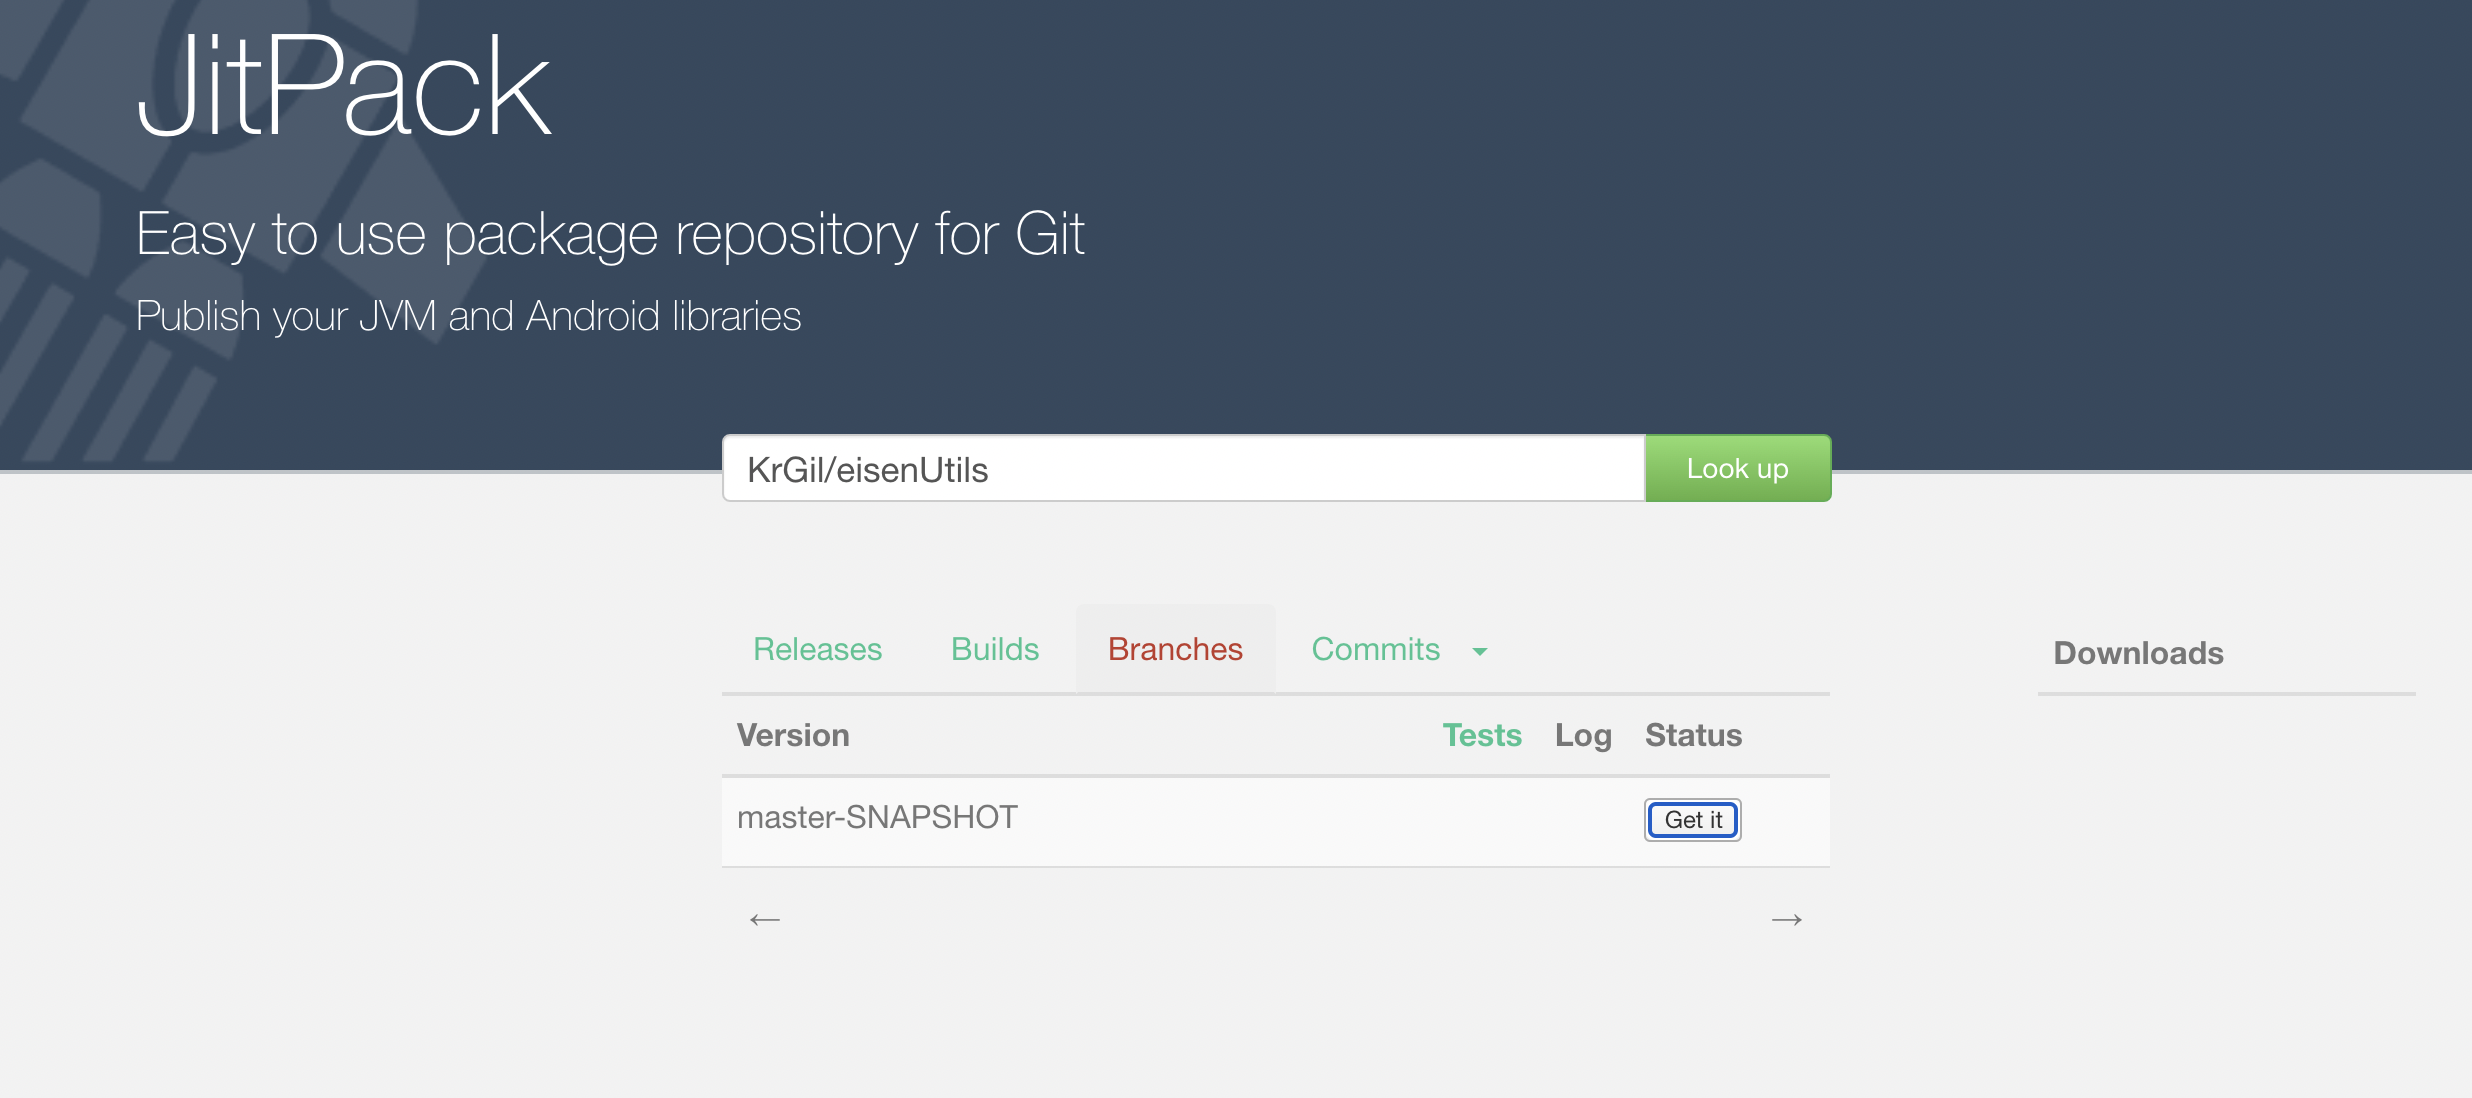 JitPack
Easy to use package repository for Git
Publish your JVM and Android libraries
KrGil/eisenUtils Look up
Releases Builds Branches Commits
Downloads
Version Tests Log Status
master-SNAPSHOT Get it
← →